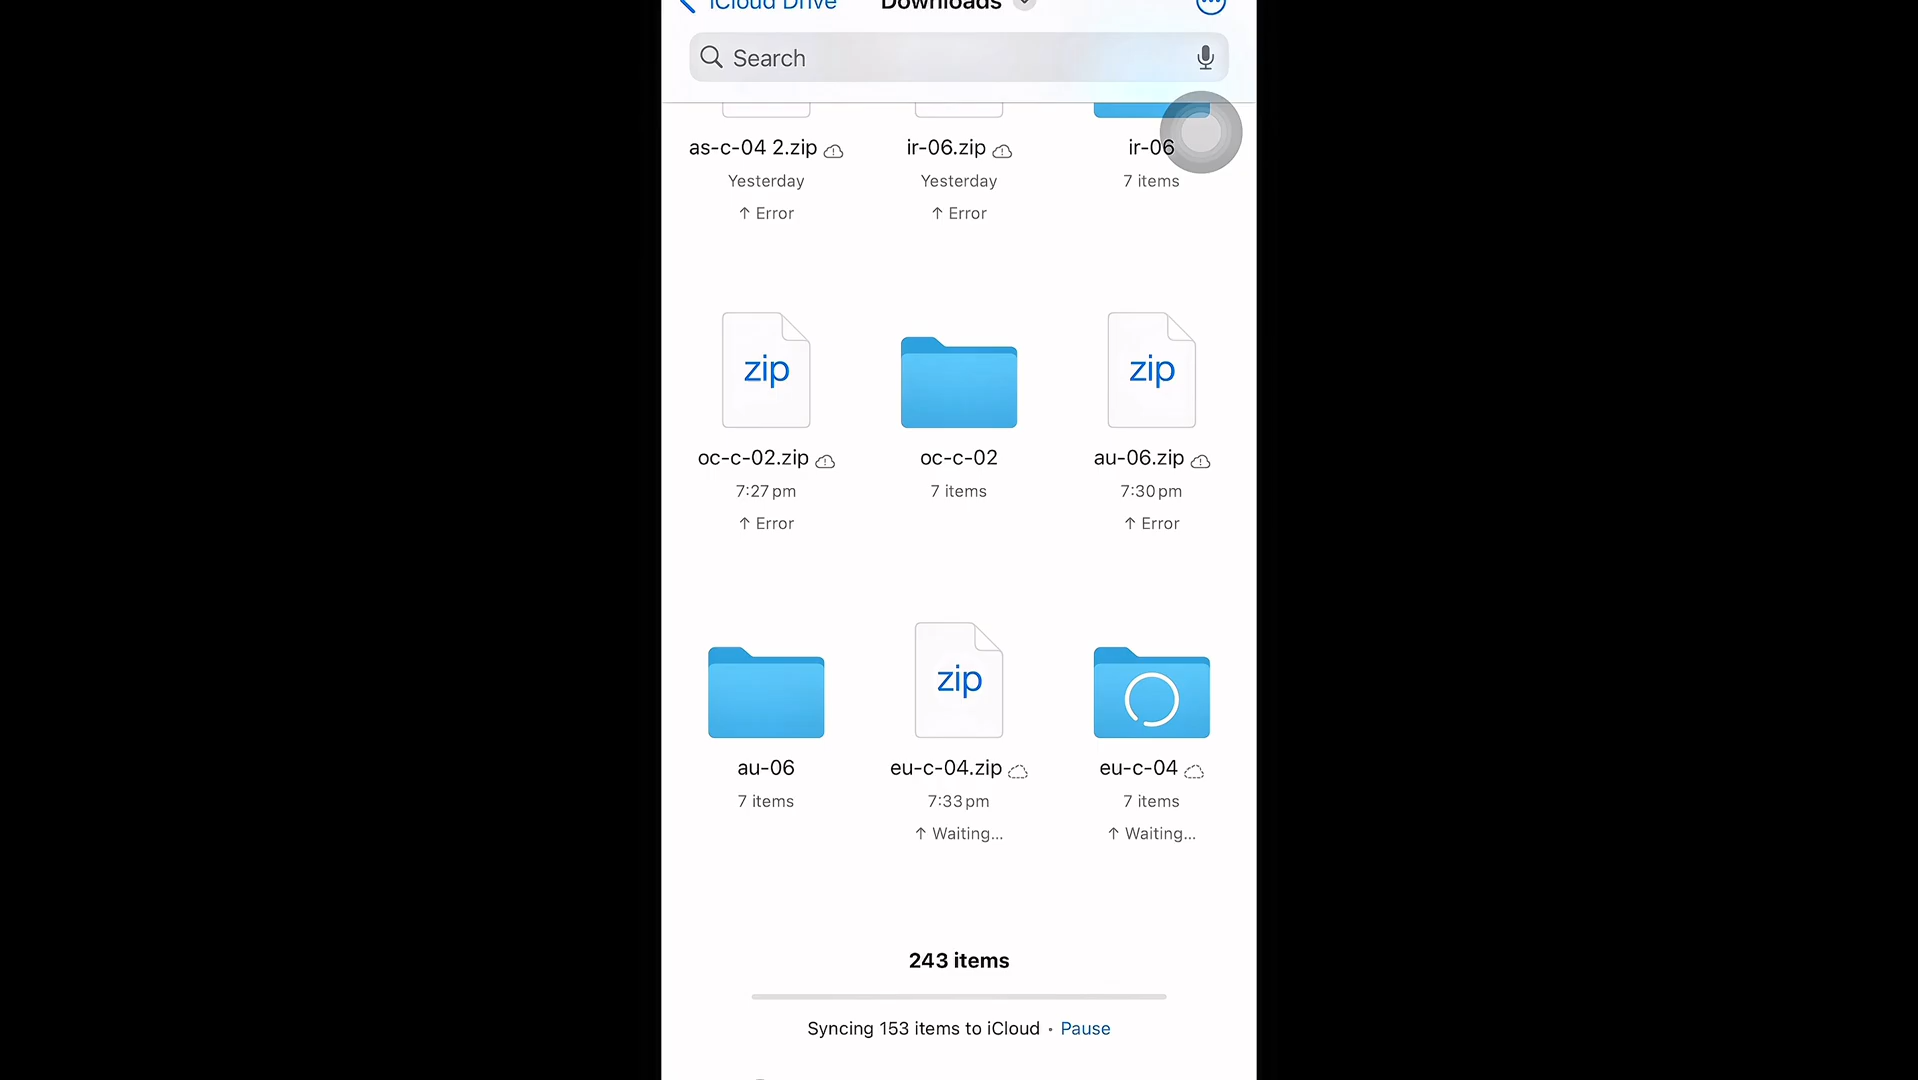 iCloud Drive Downloads
Search
as-c-04 2.zip ir-06.zip ir-06
Yesterday Yesterday 7 items
↑ Error ↑ Error
zip zip
oc-c-02.zip oc-c-02 au-06.zip
7:27 pm 7 items 7:30 pm
↑ Error ↑ Error
zip
au-06 eu-c-04.zip eu-c-04
7 items 7:33 pm 7 items
↑ Waiting... ↑ Waiting...
243 items
Syncing 153 items to iCloud • Pause